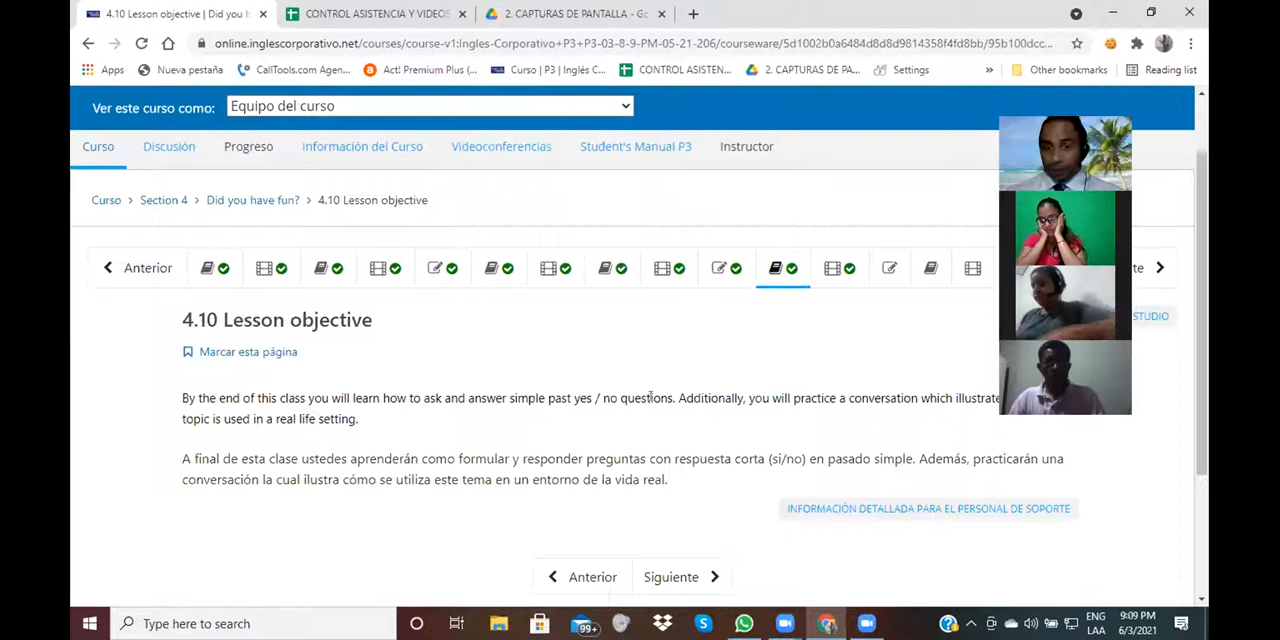 4.10 Lesson objective | Did you h
CONTROL ASISTENCIA Y VIDEOS
2. CAPTURAS DE PANTALLA - Go
online.inglescorporativo.net/courses/course-v1:Ingles-Corporativo+P3+P3-03-8-9-PM-05-21-206/courseware/5d1002b0a6484d8d8d9814358f4fd8bb/95b100dcc...
Apps
Nueva pestaña
CallTools.com Agen...
Act! Premium Plus (...
Curso | P3 | Inglés C...
CONTROL ASISTEN...
2. CAPTURAS DE PA...
Settings
»
Other bookmarks
Reading list
Ver este curso como:
Equipo del curso
Curso
Discusión
Progreso
Información del Curso
Videoconferencias
Student's Manual P3
Instructor
Curso > Section 4 > Did you have fun? > 4.10 Lesson objective
Anterior
te
4.10 Lesson objective
STUDIO
Marcar esta página
By the end of this class you will learn how to ask and answer simple past yes / no questions. Additionally, you will practice a conversation which illustrate
topic is used in a real life setting.
A final de esta clase ustedes aprenderán como formular y responder preguntas con respuesta corta (si/no) en pasado simple. Además, practicarán una
conversación la cual ilustra cómo se utiliza este tema en un entorno de la vida real.
INFORMACIÓN DETALLADA PARA EL PERSONAL DE SOPORTE
Anterior
Siguiente
Type here to search
99+
ENG
LAA
9:09 PM
6/3/2021